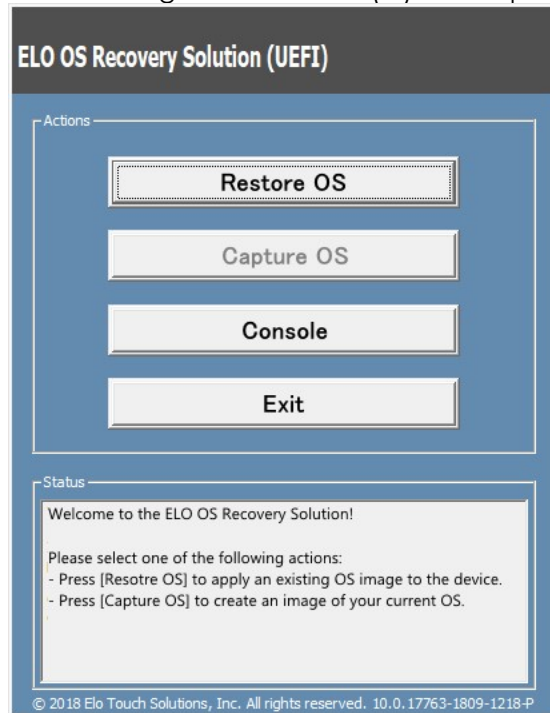 ELO OS Recovery Solution (UEFI)
Actions
Restore OS
Capture OS
Console
Exit
Status
Welcome to the ELO OS Recovery Solution!
Please select one of the following actions:
- Press [Resotre OS] to apply an existing OS image to the device.
- Press [Capture OS] to create an image of your current OS.
© 2018 Elo Touch Solutions, Inc. All rights reserved. 10.0.17763-1809-1218-P